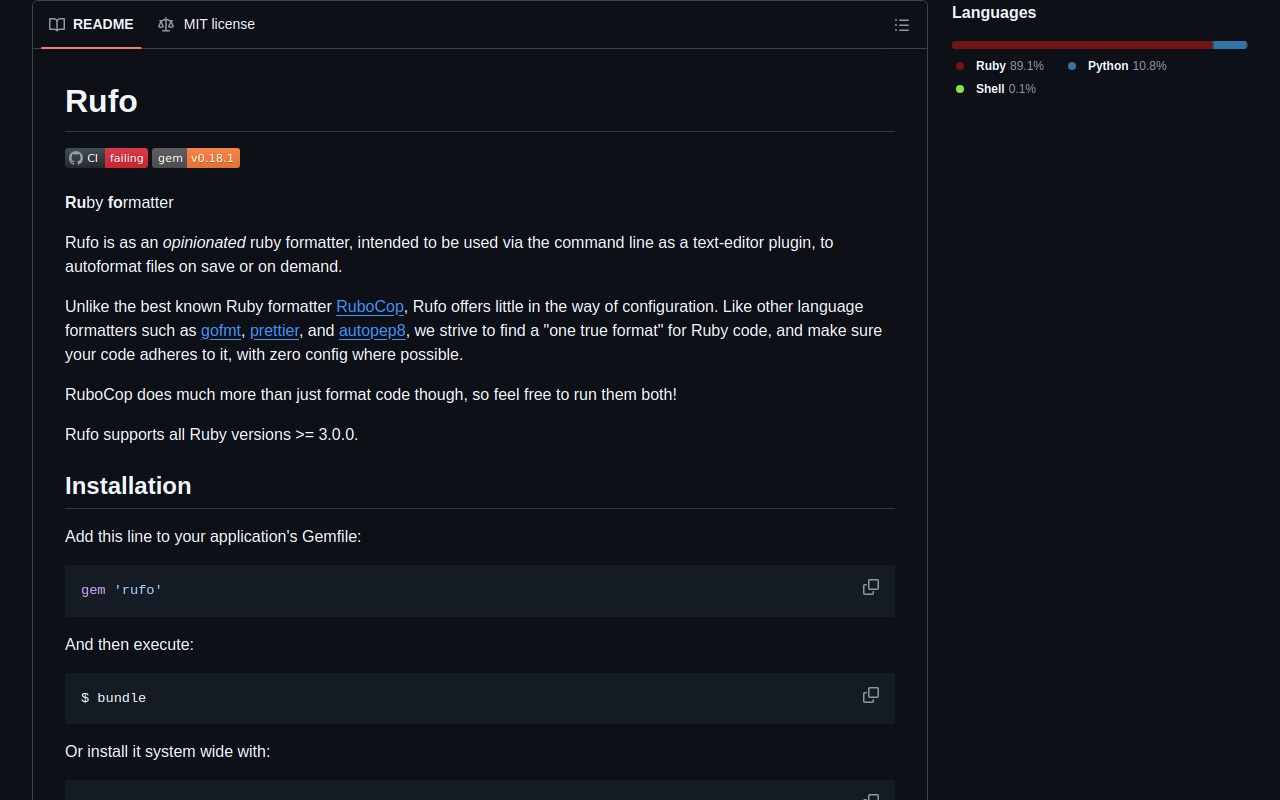 README
MIT license
Rufo
CI failing gem v0.18.1
Ruby formatter
Rufo is as an opinionated ruby formatter, intended to be used via the command line as a text-editor plugin, to
autoformat files on save or on demand.
Unlike the best known Ruby formatter RuboCop, Rufo offers little in the way of configuration. Like other language
formatters such as gofmt, prettier, and autopep8, we strive to find a "one true format" for Ruby code, and make sure
your code adheres to it, with zero config where possible.
RuboCop does much more than just format code though, so feel free to run them both!
Rufo supports all Ruby versions >= 3.0.0.
Installation
Add this line to your application's Gemfile:
gem 'rufo'
And then execute:
$ bundle
Or install it system wide with:
Languages
Ruby 89.1% Python 10.8%
Shell 0.1%